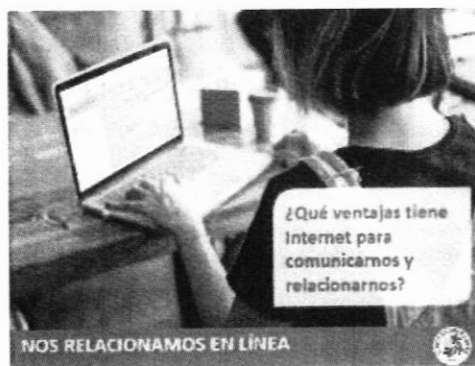 ¿Qué ventajas tiene
Internet para
comunicarnos y
relacionarnos?
NOS RELACIONAMOS EN LÍNEA